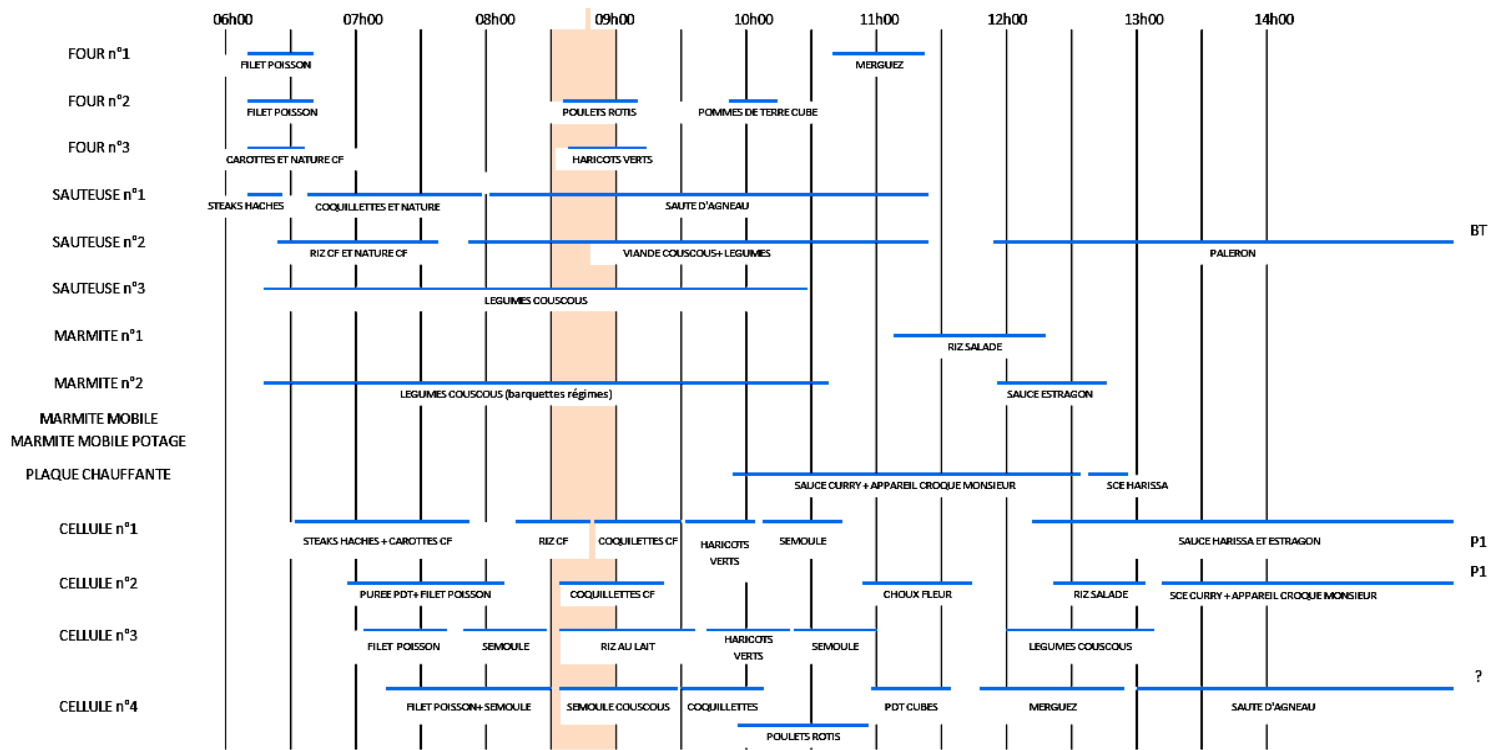 06h00 07h00 08h00 09h00 10h00 11h00 12h00 13h00 14h00
FOUR n°1
FILET POISSON MERGUEZ
FOUR n°2
FILET POISSON POULETS ROTIS POMMES DE TERRE CUBE
FOUR n°3
CAROTTES ET NATURE CF HARICOTS VERTS
SAUTEUSE n°1
STEAKS HACHES COQUILLETTES ET NATURE SAUTE D'AGNEAU
SAUTEUSE n°2 BT
RIZ CF ET NATURE CF VIANDE COUSCOUS+ LEGUMES PALERON
SAUTEUSE n°3
LEGUMES COUSCOUS
MARMITE n°1
RIZ SALADE
MARMITE n°2
LEGUMES COUSCOUS (barquettes régimes) SAUCE ESTRAGON
MARMITE MOBILE
MARMITE MOBILE POTAGE
PLAQUE CHAUFFANTE
SAUCE CURRY + APPAREIL CROQUE MONSIEUR SCE HARISSA
CELLULE n°1
STEAKS HACHES + CAROTTES CF RIZ CF COQUILETTES CF HARICOTS VERTS SEMOULE SAUCE HARISSA ET ESTRAGON P1
CELLULE n°2 P1
PUREE PDT+ FILET POISSON COQUILLETTES CF CHOUX FLEUR RIZ SALADE SCE CURRY + APPAREIL CROQUE MONSIEUR
CELLULE n°3
FILET POISSON SEMOULE RIZ AU LAIT HARICOTS VERTS SEMOULE LEGUMES COUSCOUS
?
CELLULE n°4
FILET POISSON+ SEMOULE SEMOULE COUSCOUS COQUILLETTES PDT CUBES MERGUEZ SAUTE D'AGNEAU
POULETS ROTIS